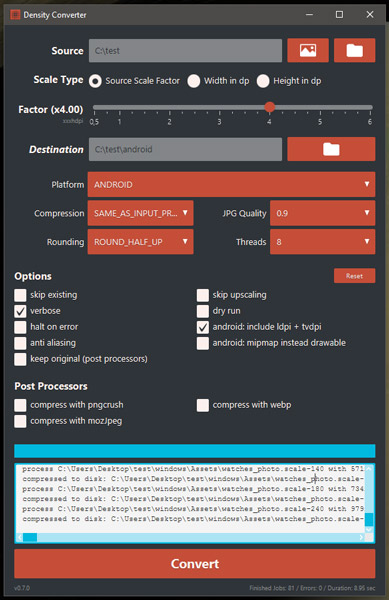 Density Converter
Source C:\test
Scale Type Source Scale Factor Width in dp Height in dp
Factor (x4.00)
xxxhdpi 0,5 1 2 3 4 5 6
Destination C:\test\android
Platform ANDROID
Compression SAME_AS_INPUT_PR... JPG Quality 0.9
Rounding ROUND_HALF_UP Threads 8
Options Reset
skip existing skip upscaling
verbose dry run
halt on error android: include ldpi + tvdpi
anti aliasing android: mipmap instead drawable
keep original (post processors)
Post Processors
compress with pngcrush compress with webp
compress with mozJpeg
process C:\Users\Desktop\test\windows\Assets\watches_photo.scale-140 with 571
compressed to disk: C:\Users\Desktop\test\windows\Assets\watches_photo.scale-
process C:\Users\Desktop\test\windows\Assets\watches_photo.scale-180 with 734
compressed to disk: C:\Users\Desktop\test\windows\Assets\watches_photo.scale-
process C:\Users\Desktop\test\windows\Assets\watches_photo.scale-240 with 979
compressed to disk: C:\Users\Desktop\test\windows\Assets\watches_photo.scale-
Convert
v0.7.0 Finished Jobs: 81 / Errors: 0 / Duration: 8.95 sec